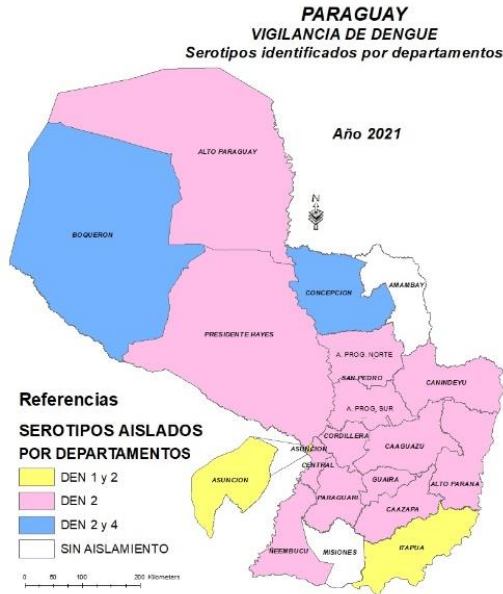 PARAGUAY
VIGILANCIA DE DENGUE
Serotipos identificados por departamentos
Año 2021
N
ALTO PARAGUAY
BOQUERON
CONCEPCION
AMAMBAY
PRESIDENTE HAYES
A. PROG. NORTE
SAN PEDRO
CANINDEYU
A. PROG. SUR
CORDILLERA
ASUNCION
CAAGUAZU
CENTRAL
ASUNCION
GUAIRA
ALTO PARANA
PARAGUARI
CAAZAPA
ITAPUA
ÑEEMBUCU
MISIONES
Referencias
SEROTIPOS AISLADOS
POR DEPARTAMENTOS
DEN 1 y 2
DEN 2
DEN 2 y 4
SIN AISLAMIENTO
0 50 100 200 Kilometers